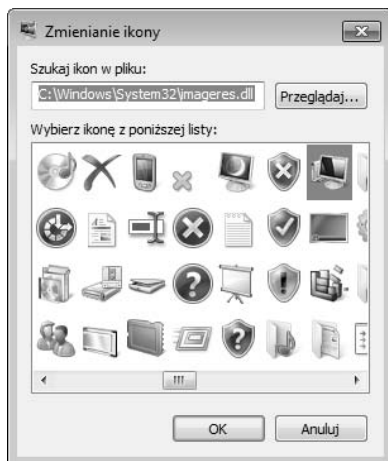 Zmienianie ikony
Szukaj ikon w pliku:
C:\Windows\System32\imageres.dll
Przeglądaj...
Wybierz ikonę z poniższej listy:
OK
Anuluj